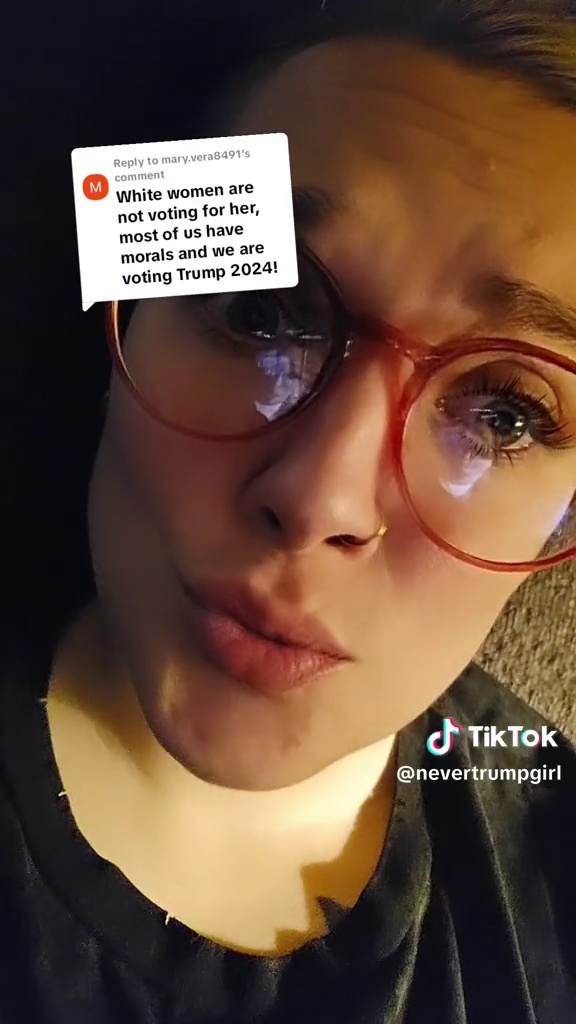 Reply to mary.vera8491's
comment
M
White women are
not voting for her,
most of us have
morals and we are
voting Trump 2024!
TikTok
@nevertrumpgirl